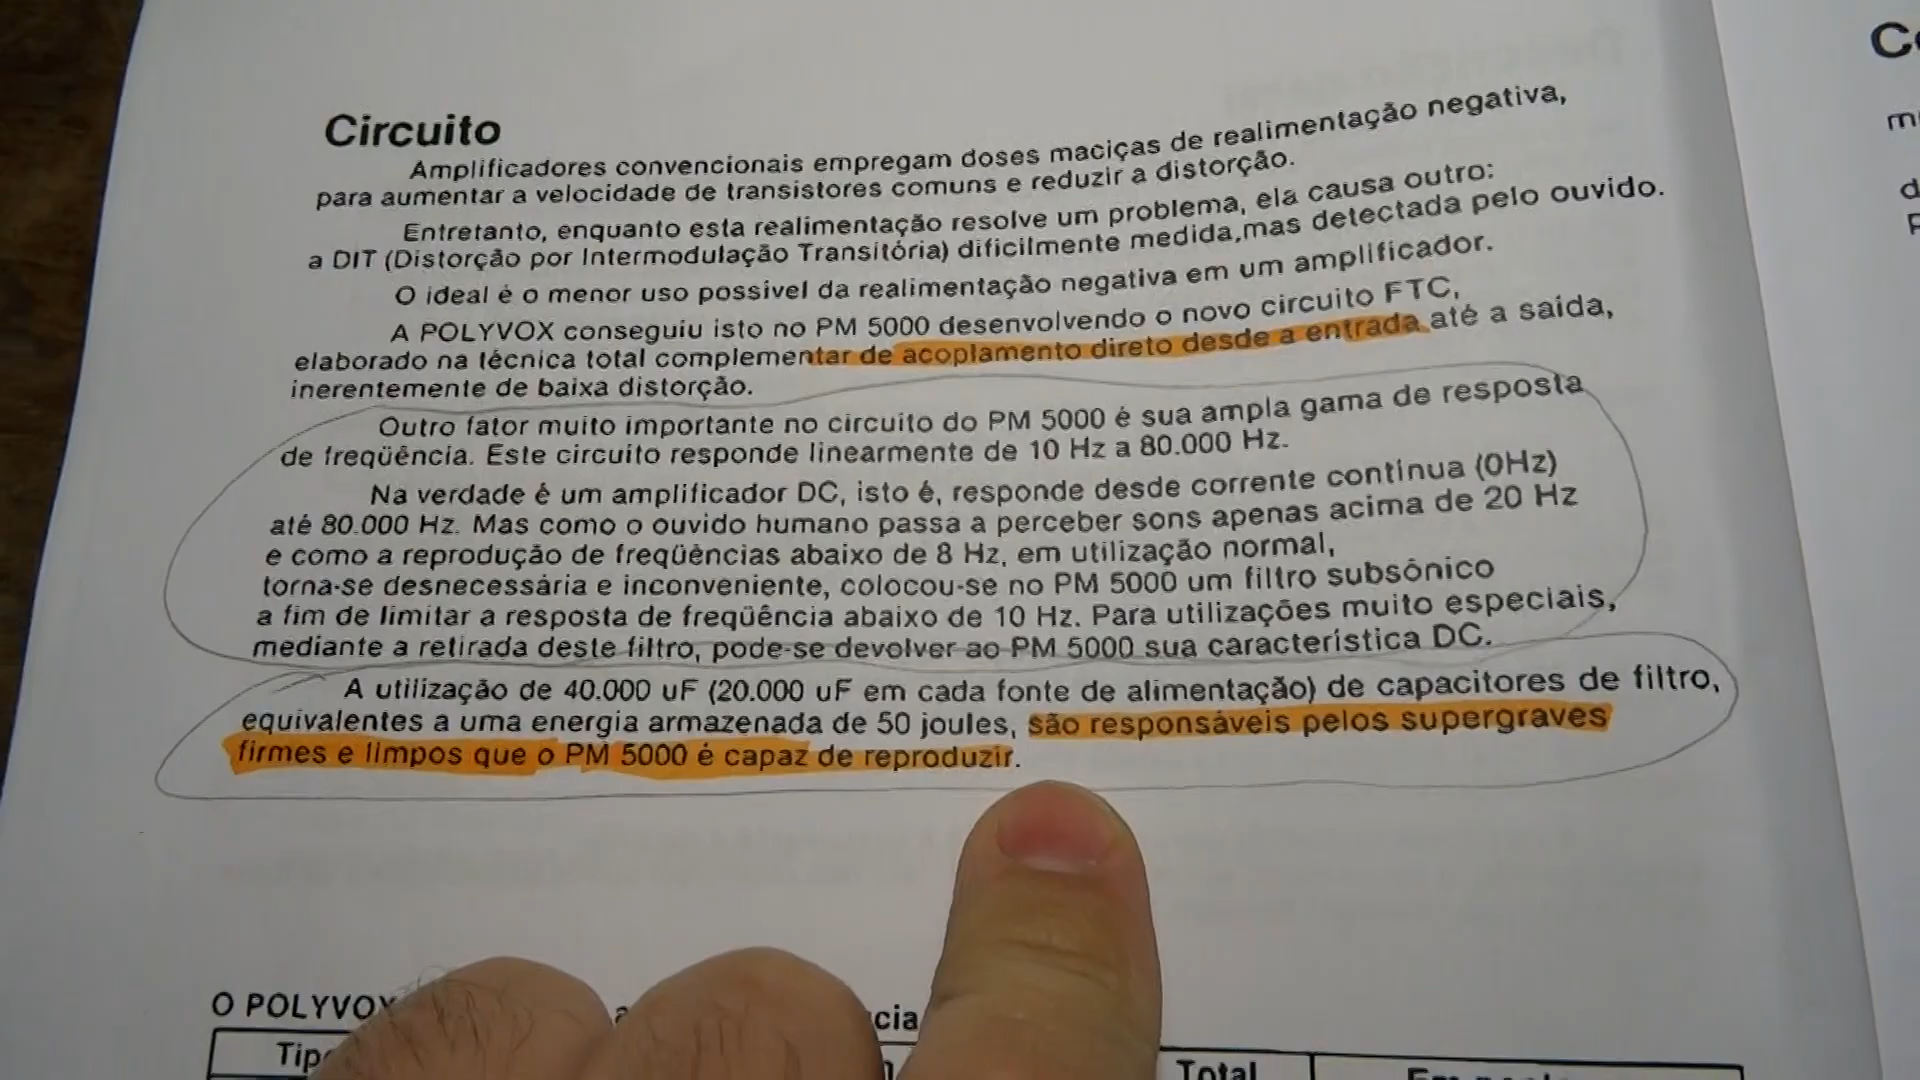 Circuito
Amplificadores convencionais empregam doses maciças de realimentação negativa,
para aumentar a velocidade de transistores comuns e reduzir a distorção.
Entretanto, enquanto esta realimentação resolve um problema, ela causa outro:
a DIT (Distorção por Intermodulação Transitória) dificilmente medida,mas detectada pelo ouvido.
O ideal é o menor uso possível da realimentação negativa em um amplificador.
A POLYVOX conseguiu isto no PM 5000 desenvolvendo o novo circuito FTC,
elaborado na técnica total complementar de acoplamento direto desde a entrada até a saída,
inerentemente de baixa distorção.
Outro fator muito importante no circuito do PM 5000 é sua ampla gama de resposta
de freqüência. Este circuito responde linearmente de 10 Hz a 80.000 Hz.
Na verdade é um amplificador DC, isto é, responde desde corrente contínua (0Hz)
até 80.000 Hz. Mas como o ouvido humano passa a perceber sons apenas acima de 20 Hz
e como a reprodução de freqüências abaixo de 8 Hz, em utilização normal,
torna-se desnecessária e inconveniente, colocou-se no PM 5000 um filtro subsônico
a fim de limitar a resposta de freqüência abaixo de 10 Hz. Para utilizações muito especiais,
mediante a retirada deste filtro, pode-se devolver ao PM 5000 sua característica DC.
A utilização de 40.000 uF (20.000 uF em cada fonte de alimentação) de capacitores de filtro,
equivalentes a uma energia armazenada de 50 joules, são responsáveis pelos supergraves
firmes e limpos que o PM 5000 é capaz de reproduzir.
O POLYVOX
Total